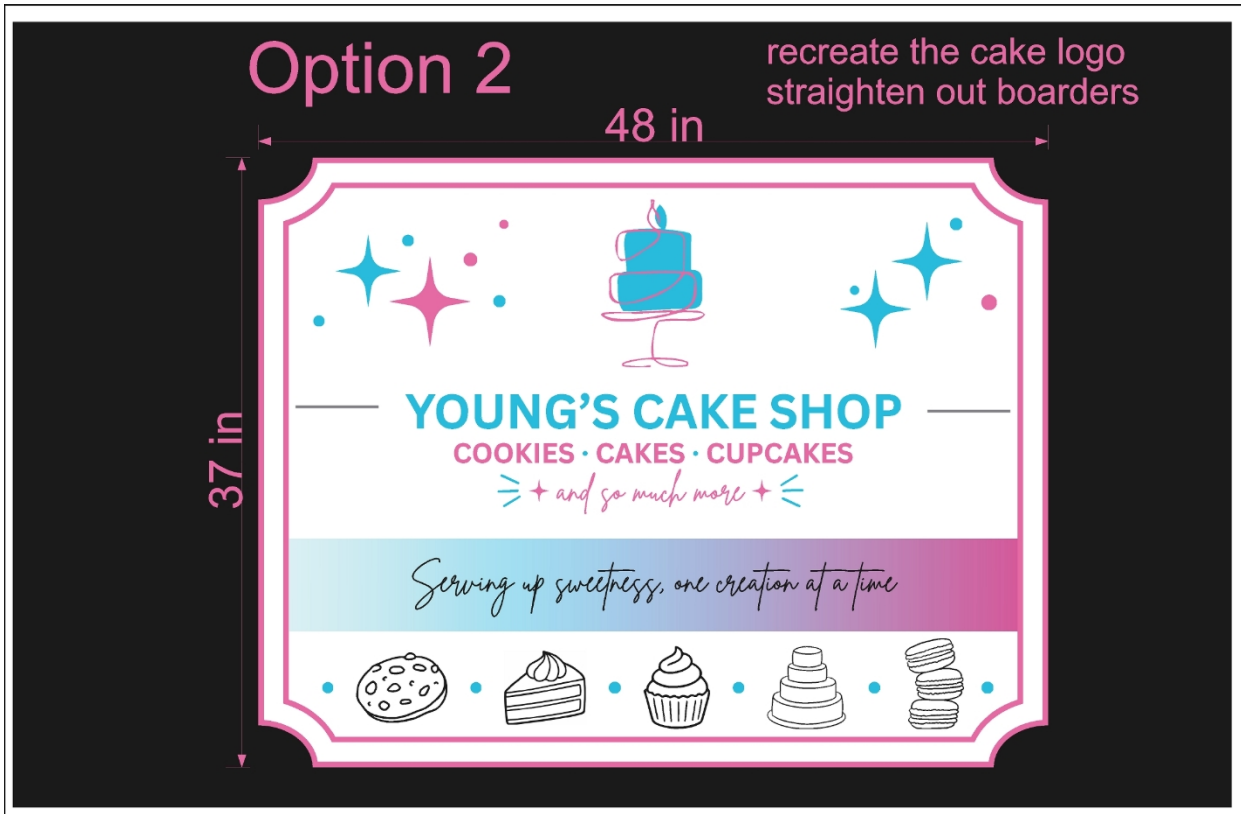 Option 2
recreate the cake logo
straighten out boarders
48 in
37 in
YOUNG’S CAKE SHOP
COOKIES · CAKES · CUPCAKES
and so much more
Serving up sweetness, one creation at a time